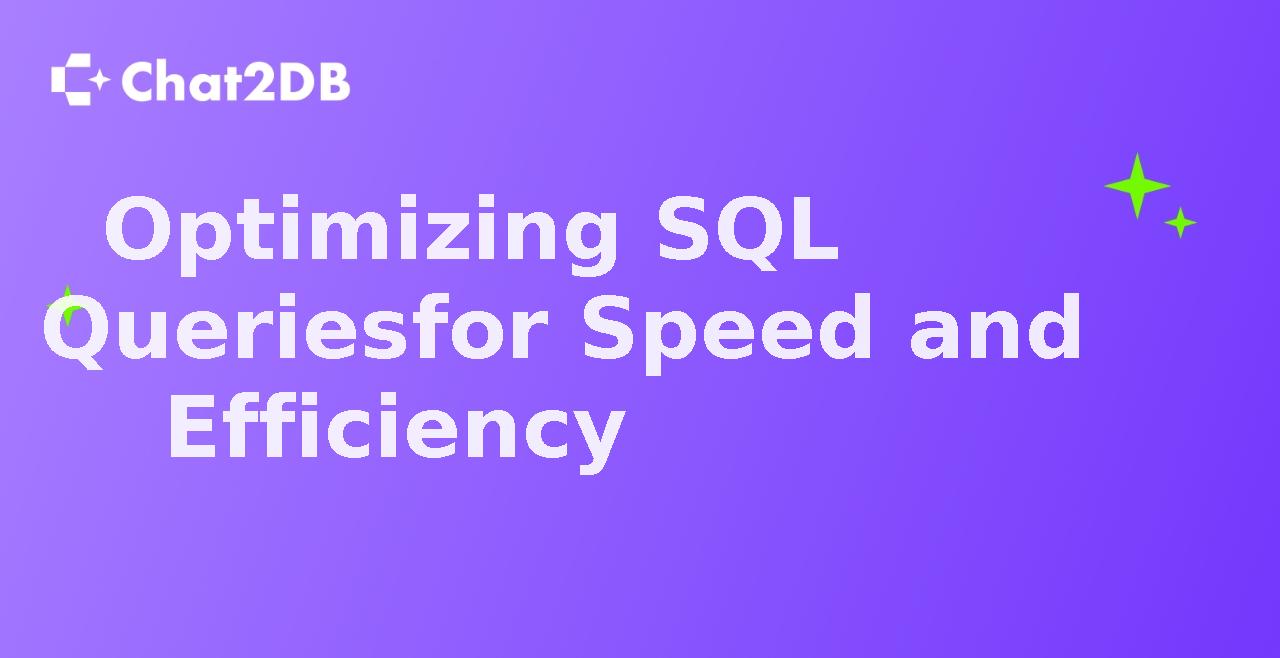 Chat2DB
Optimizing SQL
Queriesfor Speed and
Efficiency